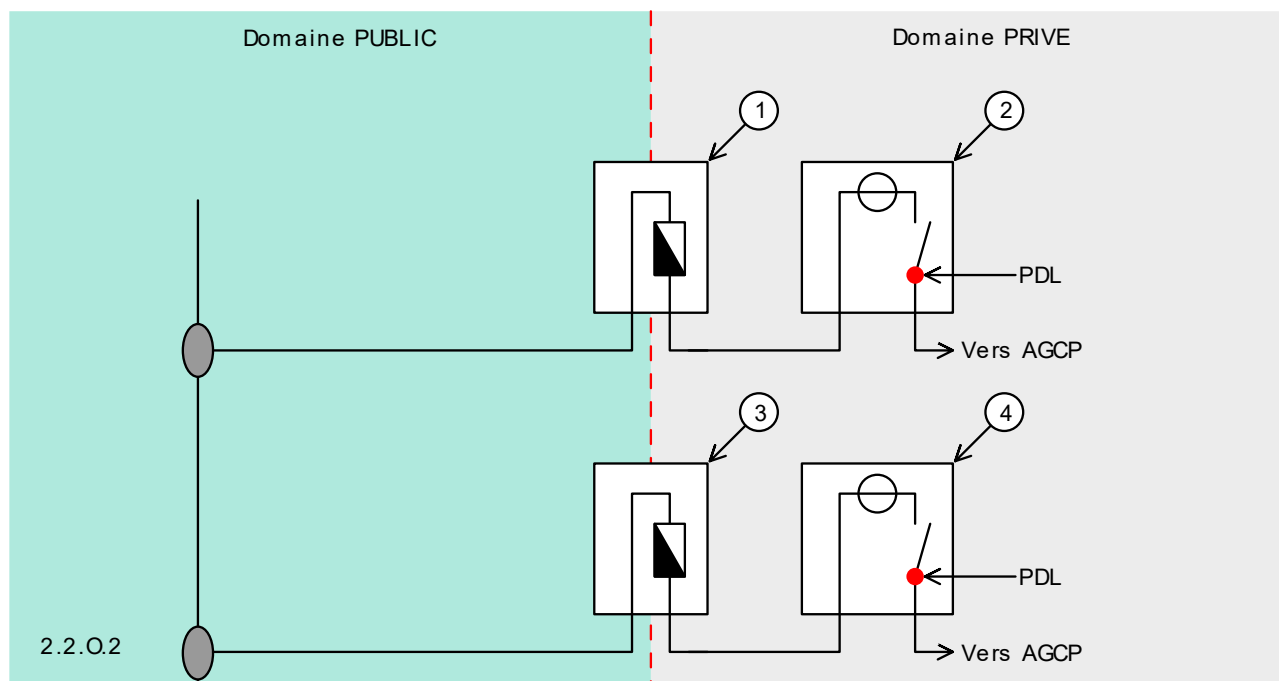 Domaine PUBLIC
Domaine PRIVE
1
2
PDL
Vers AGCP
3
4
PDL
2.2.O.2
Vers AGCP